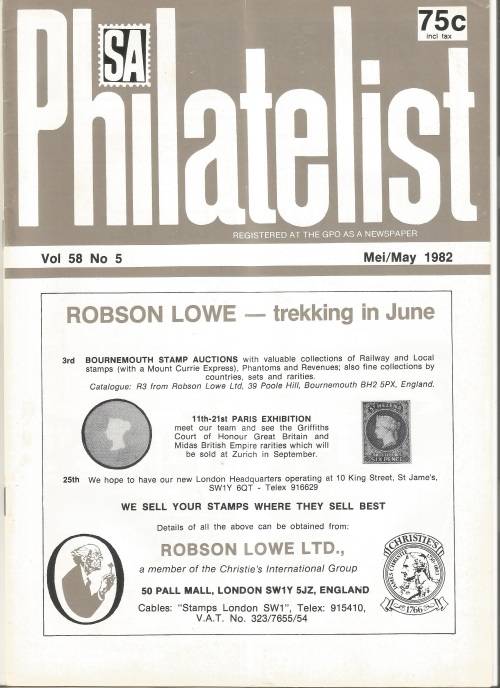 75c
incl tax
SA
Philatelist
REGISTERED AT THE GPO AS A NEWSPAPER
Vol 58 No 5 Mei/May 1982
ROBSON LOWE — trekking in June
3rd BOURNEMOUTH STAMP AUCTIONS with valuable collections of Railway and Local
stamps (with a Mount Currie Express), Phantoms and Revenues; also fine collections by
countries, sets and rarities.
Catalogue: R3 from Robson Lowe Ltd, 39 Poole Hill, Bournemouth BH2 5PX, England.
11th-21st PARIS EXHIBITION
meet our team and see the Griffiths
Court of Honour Great Britain and
Midas British Empire rarities which will
be sold at Zurich in September.
ST HELENA
SIX PENCE
25th We hope to have our new London Headquarters operating at 10 King Street, St Jame's,
SW1Y 6QT - Telex 916629
WE SELL YOUR STAMPS WHERE THEY SELL BEST
Details of all the above can be obtained from:
ROBSON LOWE LTD.,
a member of the Christie's International Group
50 PALL MALL, LONDON SW1Y 5JZ, ENGLAND
Cables: "Stamps London SW1", Telex: 915410,
V.A.T. No. 323/7655/54
CHRISTIE'S
1766